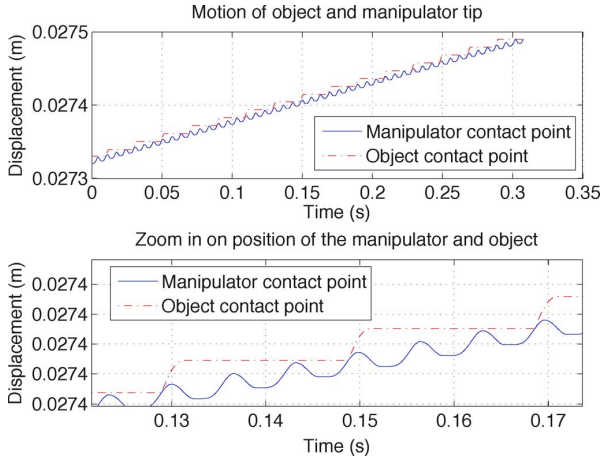 Motion of object and manipulator tip
Displacement (m)
0.0275
0.0274
0.0273
Manipulator contact point
Object contact point
0 0.05 0.1 0.15 0.2 0.25 0.3 0.35
Time (s)
Zoom in on position of the manipulator and object
Displacement (m)
0.0274
0.0274
0.0274
0.0274
0.0274
Manipulator contact point
Object contact point
0.13 0.14 0.15 0.16 0.17
Time (s)